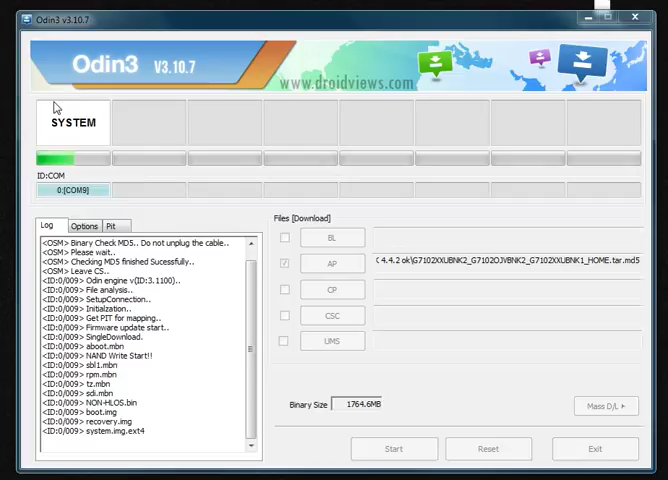 Odin3 v3.10.7
Odin3 V3.10.7
www.droidviews.com
SYSTEM
ID:COM
0:[COM9]
Log Options Pit
<OSM> Binary Check MD5.. Do not unplug the cable..
<OSM> Please wait..
<OSM> Checking MD5 finished Sucessfully..
<OSM> Leave CS..
<ID:0/009> Odin engine v(ID:3.1100)..
<ID:0/009> File analysis..
<ID:0/009> SetupConnection..
<ID:0/009> Initialzation..
<ID:0/009> Get PIT for mapping..
<ID:0/009> Firmware update start..
<ID:0/009> SingleDownload.
<ID:0/009> aboot.mbn
<ID:0/009> NAND Write Start!!
<ID:0/009> sbl1.mbn
<ID:0/009> rpm.mbn
<ID:0/009> tz.mbn
<ID:0/009> sdi.mbn
<ID:0/009> NON-HLOS.bin
<ID:0/009> boot.img
<ID:0/009> recovery.img
<ID:0/009> system.img.ext4
Files [Download]
BL
AP 4.4.2 ok\G7102XXUBNK2_G7102OJVBNK2_G7102XXUBNK1_HOME.tar.md5
CP
CSC
UMS
Binary Size 1764.6MB
Mass D/L
Start Reset Exit